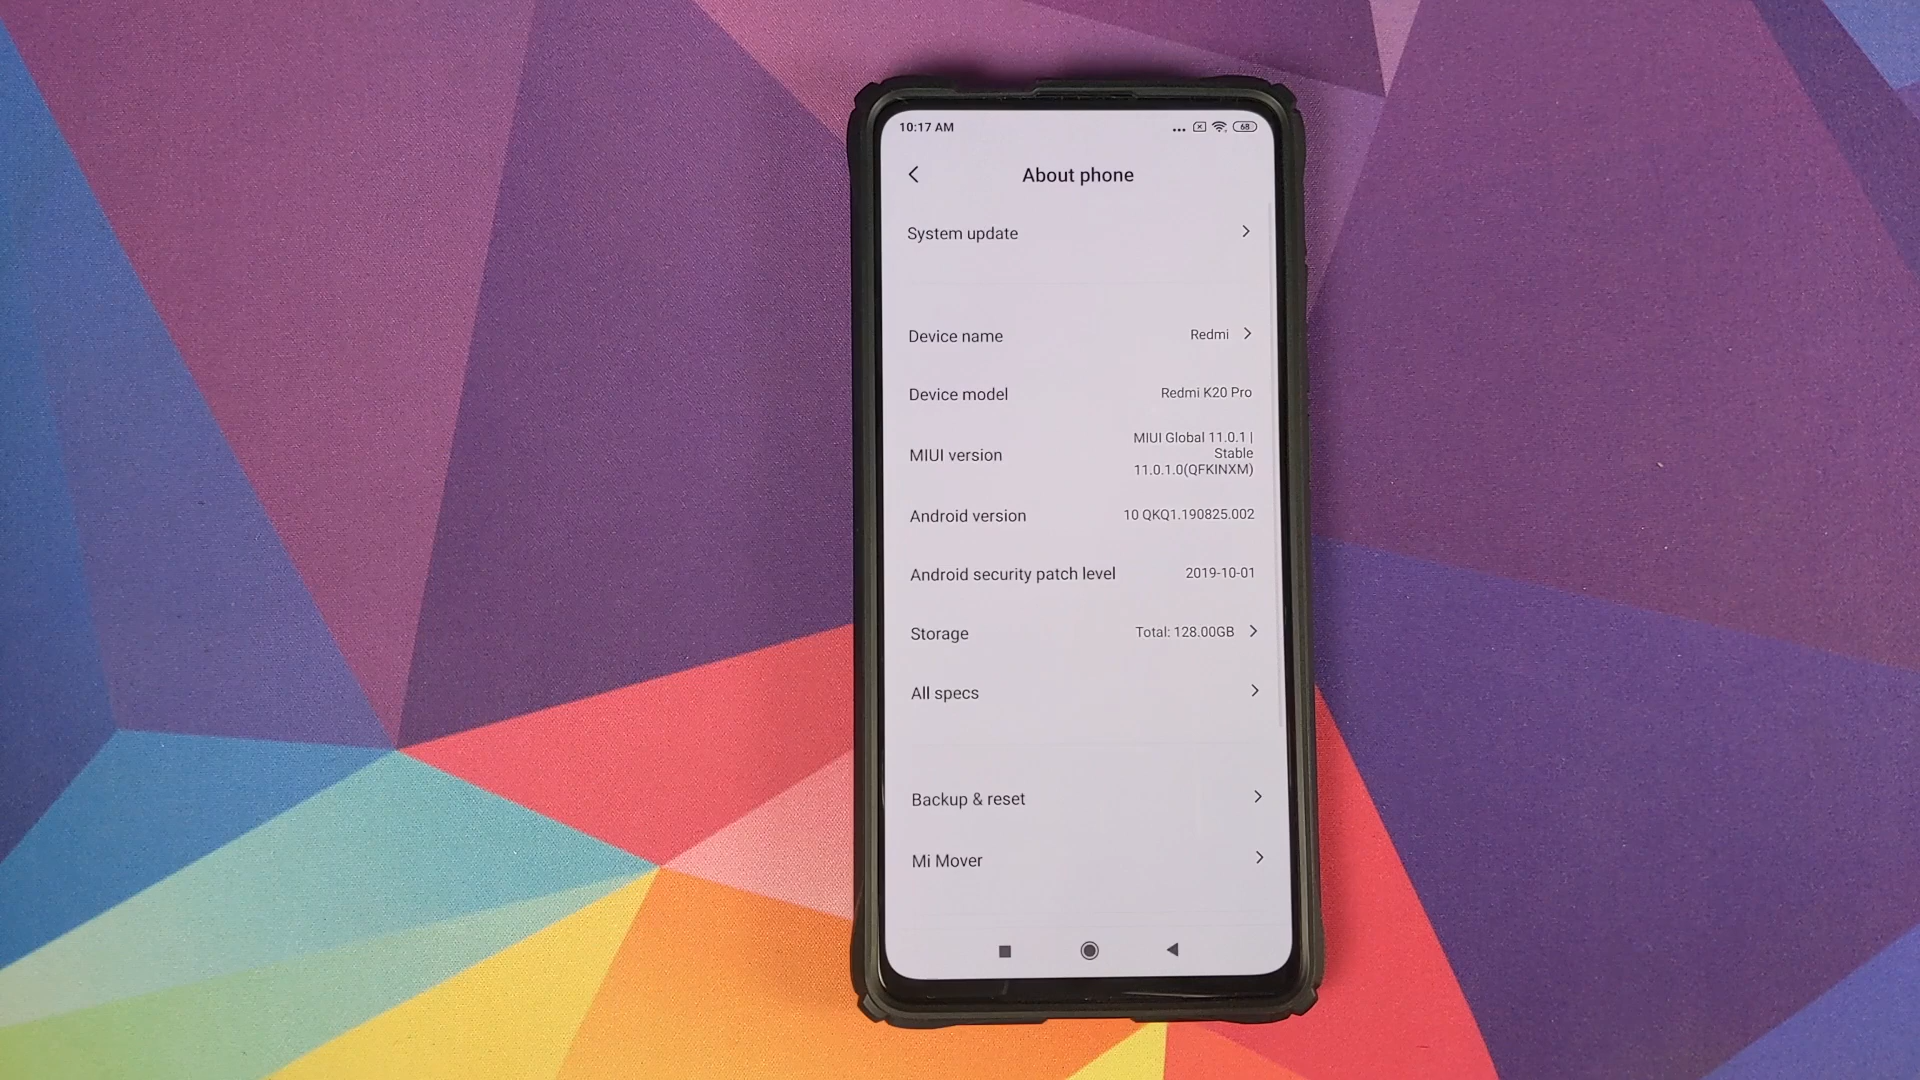 10:17 AM
68
About phone
System update
Device name
Redmi
Device model
Redmi K20 Pro
MIUI version
MIUI Global 11.0.1 |
Stable
11.0.1.0(QFKINXM)
Android version
10 QKQ1.190825.002
Android security patch level
2019-10-01
Storage
Total: 128.00GB
All specs
Backup & reset
Mi Mover